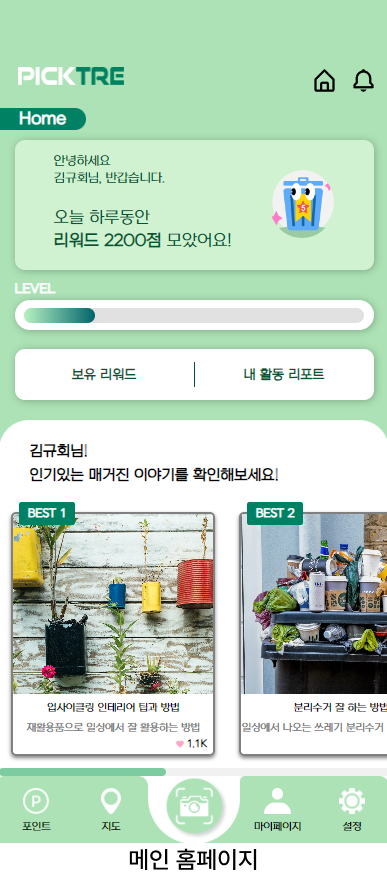 PICKTRE
Home
안녕하세요
김규회님, 반갑습니다.
오늘 하루동안
리워드 2200점 모았어요!
LEVEL
보유 리워드
내 활동 리포트
김규회님!
인기있는 매거진 이야기를 확인해보세요!
BEST 1
BEST 2
업사이클링 인테리어 팁과 방법
재활용품으로 일상에서 잘 활용하는 방법
1.1K
분리수거 잘 하는 방법
일상에서 나오는 쓰레기 분리수거
P
포인트
지도
마이페이지
설정
메인 홈페이지